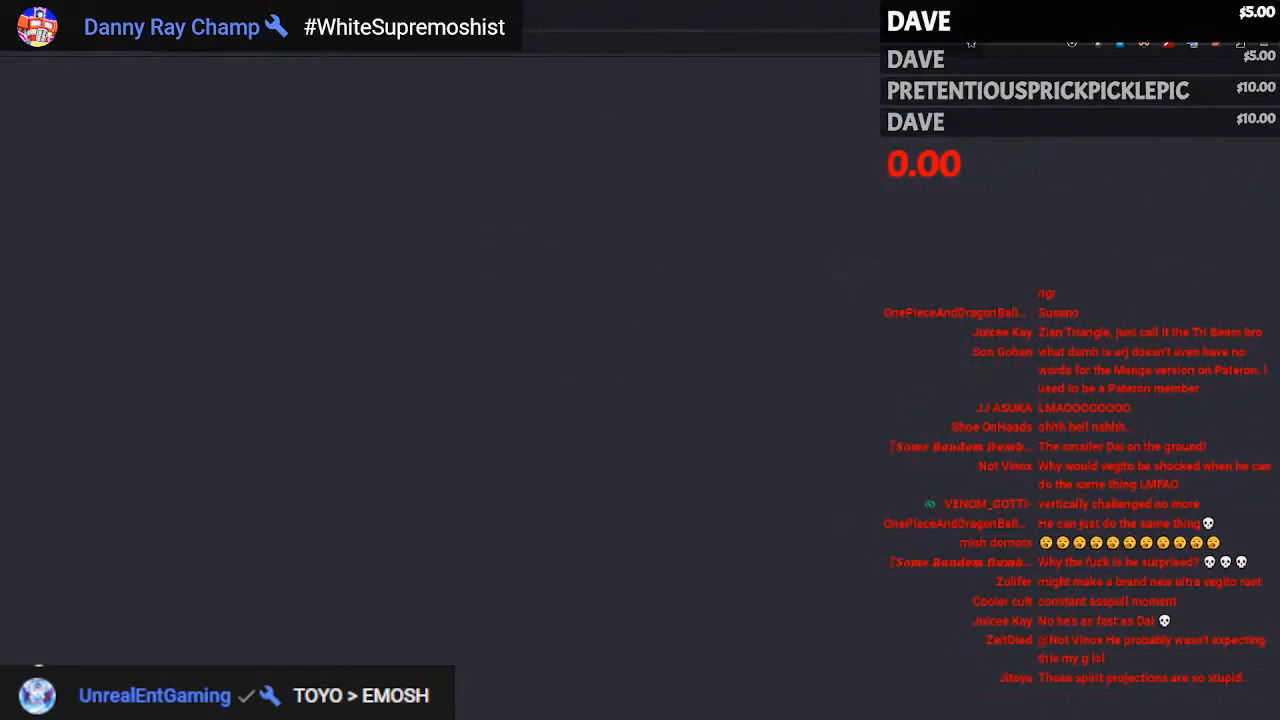 Danny Ray Champ #WhiteSupremoshist
DAVE $5.00
DAVE $5.00
PRETENTIOUSPRICKPICKLEPIC $10.00
DAVE $10.00
0.00
OnePieceAndDragonBall... Susano
Juicee Kay Zian Triangle, just call it the Tri Beam bro
Son Gohan what dumb is arj doesn't even have no
words for the Manga version on Pateron. I
used to be a Pateron member
JJ ASUKA LMAOOOOOOOO
Shoe OnHeads ohhh hell nahhh.
『Some Random Dumb... The smaller Dai on the ground!
Not Vinox Why would vegito be shocked when he can
do the same thing LMFAO
VENOM_GOTTI- vertically challenged no more
OnePieceAndDragonBall... He can just do the same thing💀
mish domons 🥱🥱🥱🥱🥱🥱🥱🥱🥱🥱🥱
『Some Random Dumb... Why the fuck is he surprised? 💀💀💀
might make a brand new ultra vegito rant
Cooler cult constant asspull moment
Juicee Kay No he's as fast as Dai 💀
ZeitDied @Not Vinox He probably wasn't expecting
this my g lol
Jitoya Those spirit projections are so stupid.
UnrealEntGaming TOYO > EMOSH